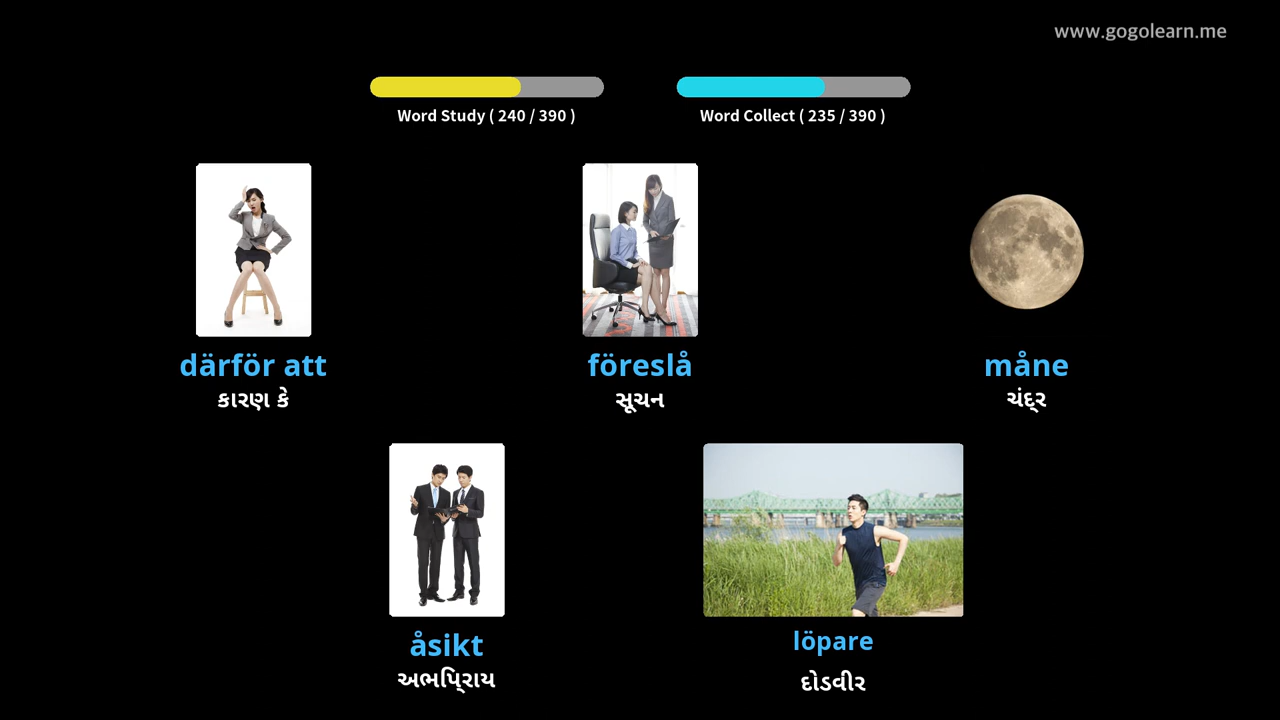 www.gogolearn.me
Word Study ( 240 / 390 )
Word Collect ( 235 / 390 )
därför att
કારણ કે
föreslå
સૂચન
måne
ચંદ્ર
åsikt
અભિપ્રાય
löpare
દોડવીર